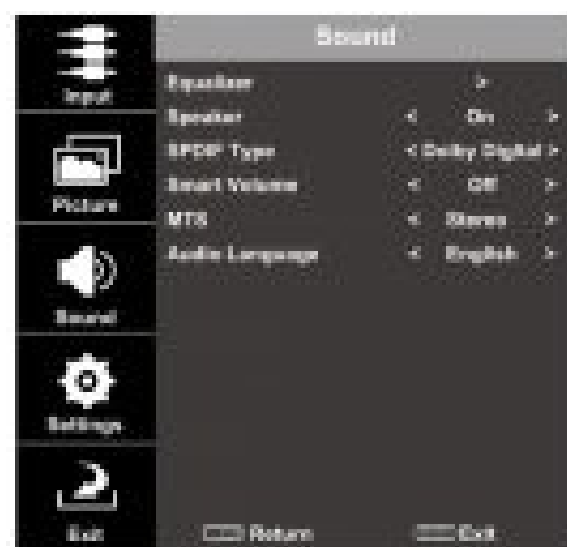 Sound
Input
Equalizer >
Speaker < On >
SPDIF Type < Dolby Digital >
Smart Volume < Off >
MTS < Stereo >
Audio Language < English >
Picture
Sound
Settings
Exit
Return Exit